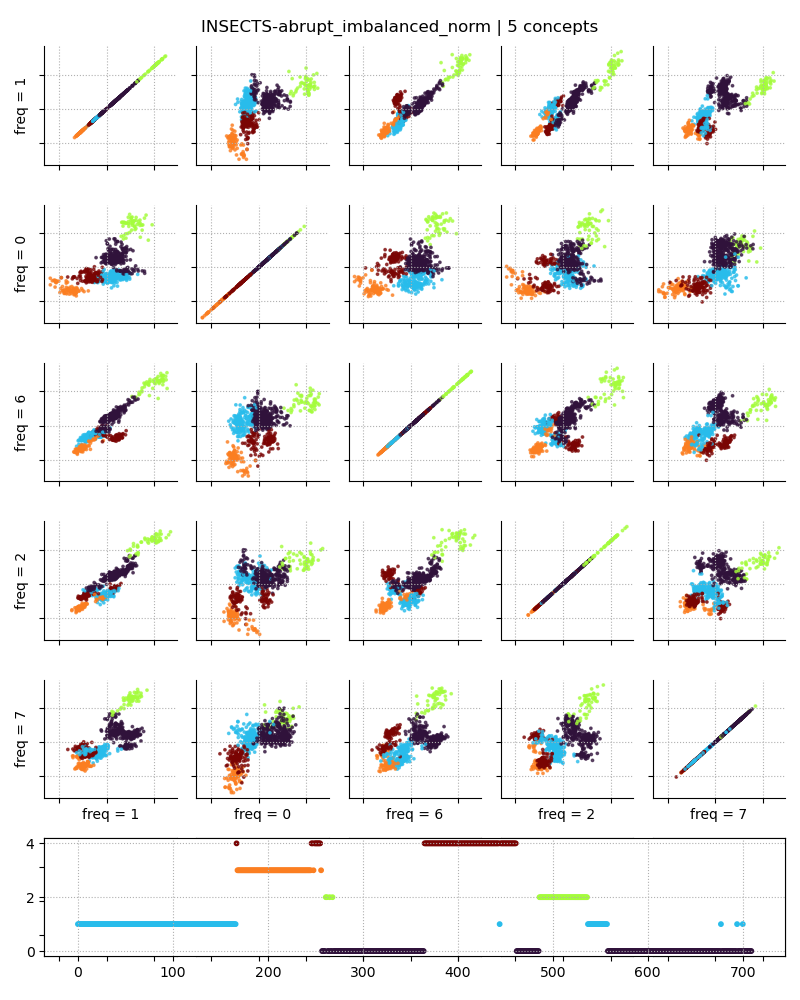 INSECTS-abrupt_imbalanced_norm | 5 concepts
freq = 1
freq = 0
freq = 6
freq = 2
freq = 7
freq = 1 freq = 0 freq = 6 freq = 2 freq = 7
4
2
0
0 100 200 300 400 500 600 700